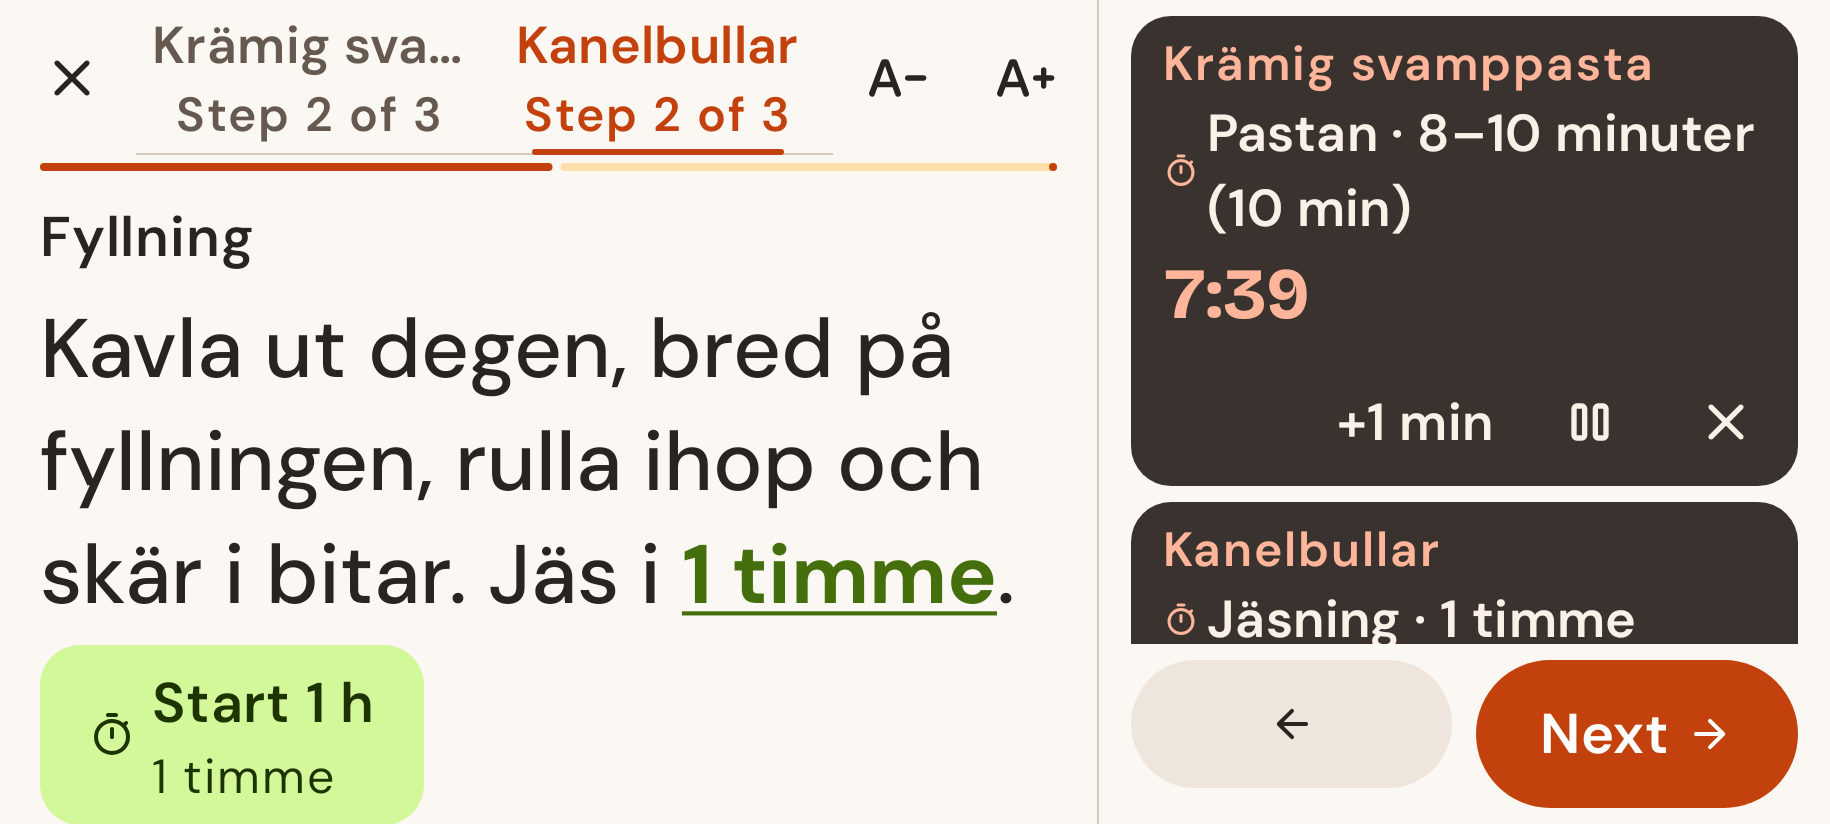 Krämig sva...
Step 2 of 3
Kanelbullar
Step 2 of 3
A-
A+
Fyllning
Kavla ut degen, bred på
fyllningen, rulla ihop och
skär i bitar. Jäs i 1 timme.
Start 1 h
1 timme
Krämig svamppasta
Pastan · 8–10 minuter
(10 min)
7:39
+1 min
Kanelbullar
Jäsning · 1 timme
Next